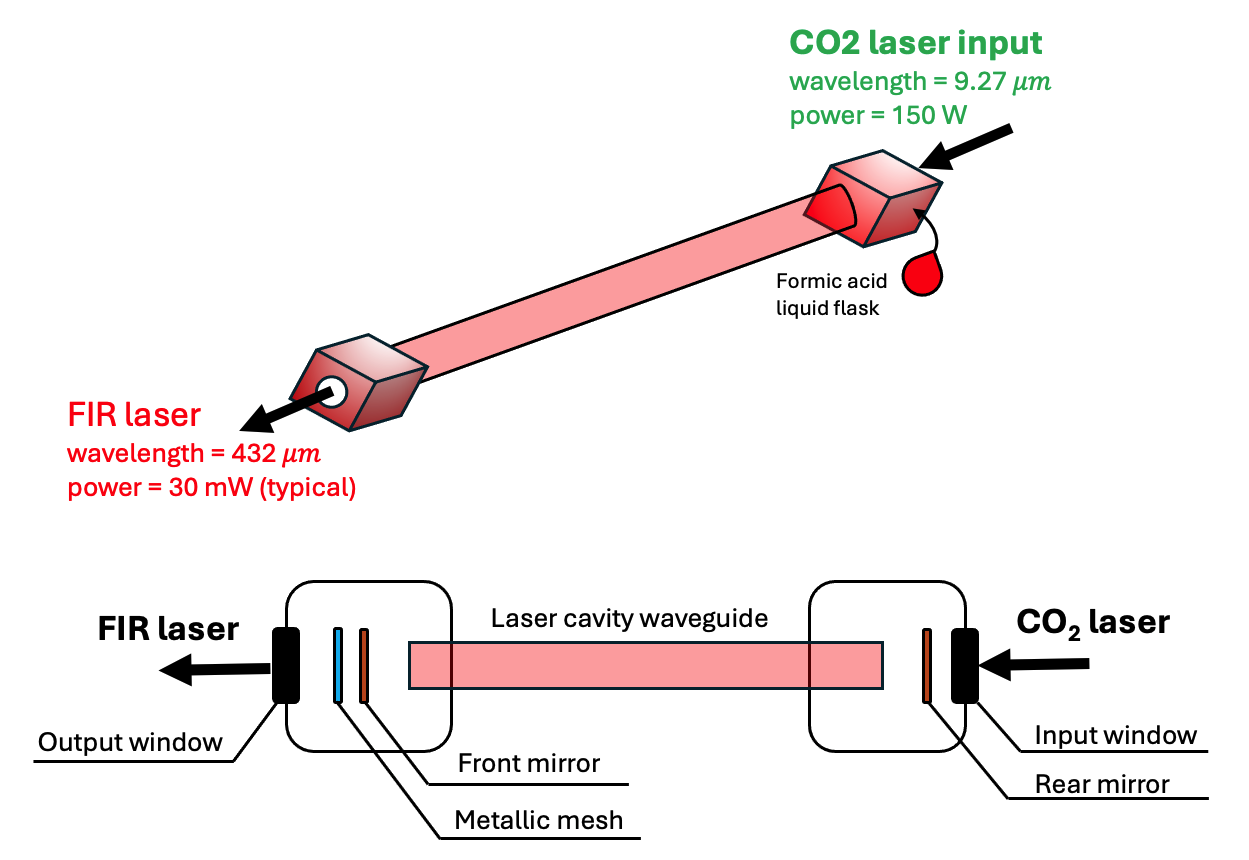 CO2 laser input
wavelength = 9.27 𝜇𝑚
power = 150 W
Formic acid
liquid flask
FIR laser
wavelength = 432 𝜇𝑚
power = 30 mW (typical)
FIR laser
Laser cavity waveguide
CO₂ laser
Output window
Front mirror
Metallic mesh
Input window
Rear mirror